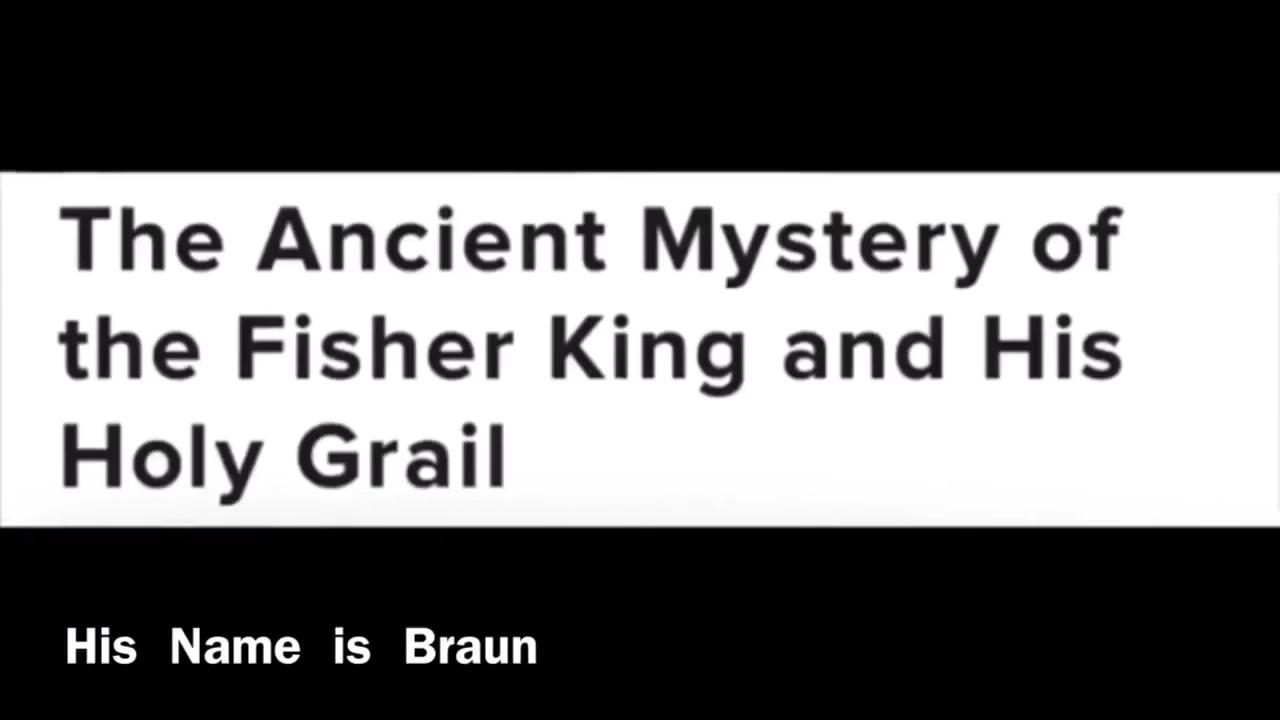 The Ancient Mystery of
the Fisher King and His
Holy Grail
His Name is Braun